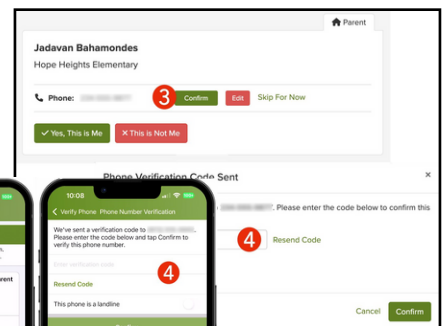 Parent
Jadavan Bahamondes
Hope Heights Elementary
Phone: 3 Confirm Edit Skip For Now
Yes, This is Me This is Not Me
Phone Verification Code Sent
. Please enter the code below to confirm this
4 Resend Code
Cancel Confirm
10:08
Verify Phone Phone Number Verification
We've sent a verification code to
Please enter the code below and tap Confirm to
verify this phone number.
Enter verification code
4
Resend Code
This phone is a landline